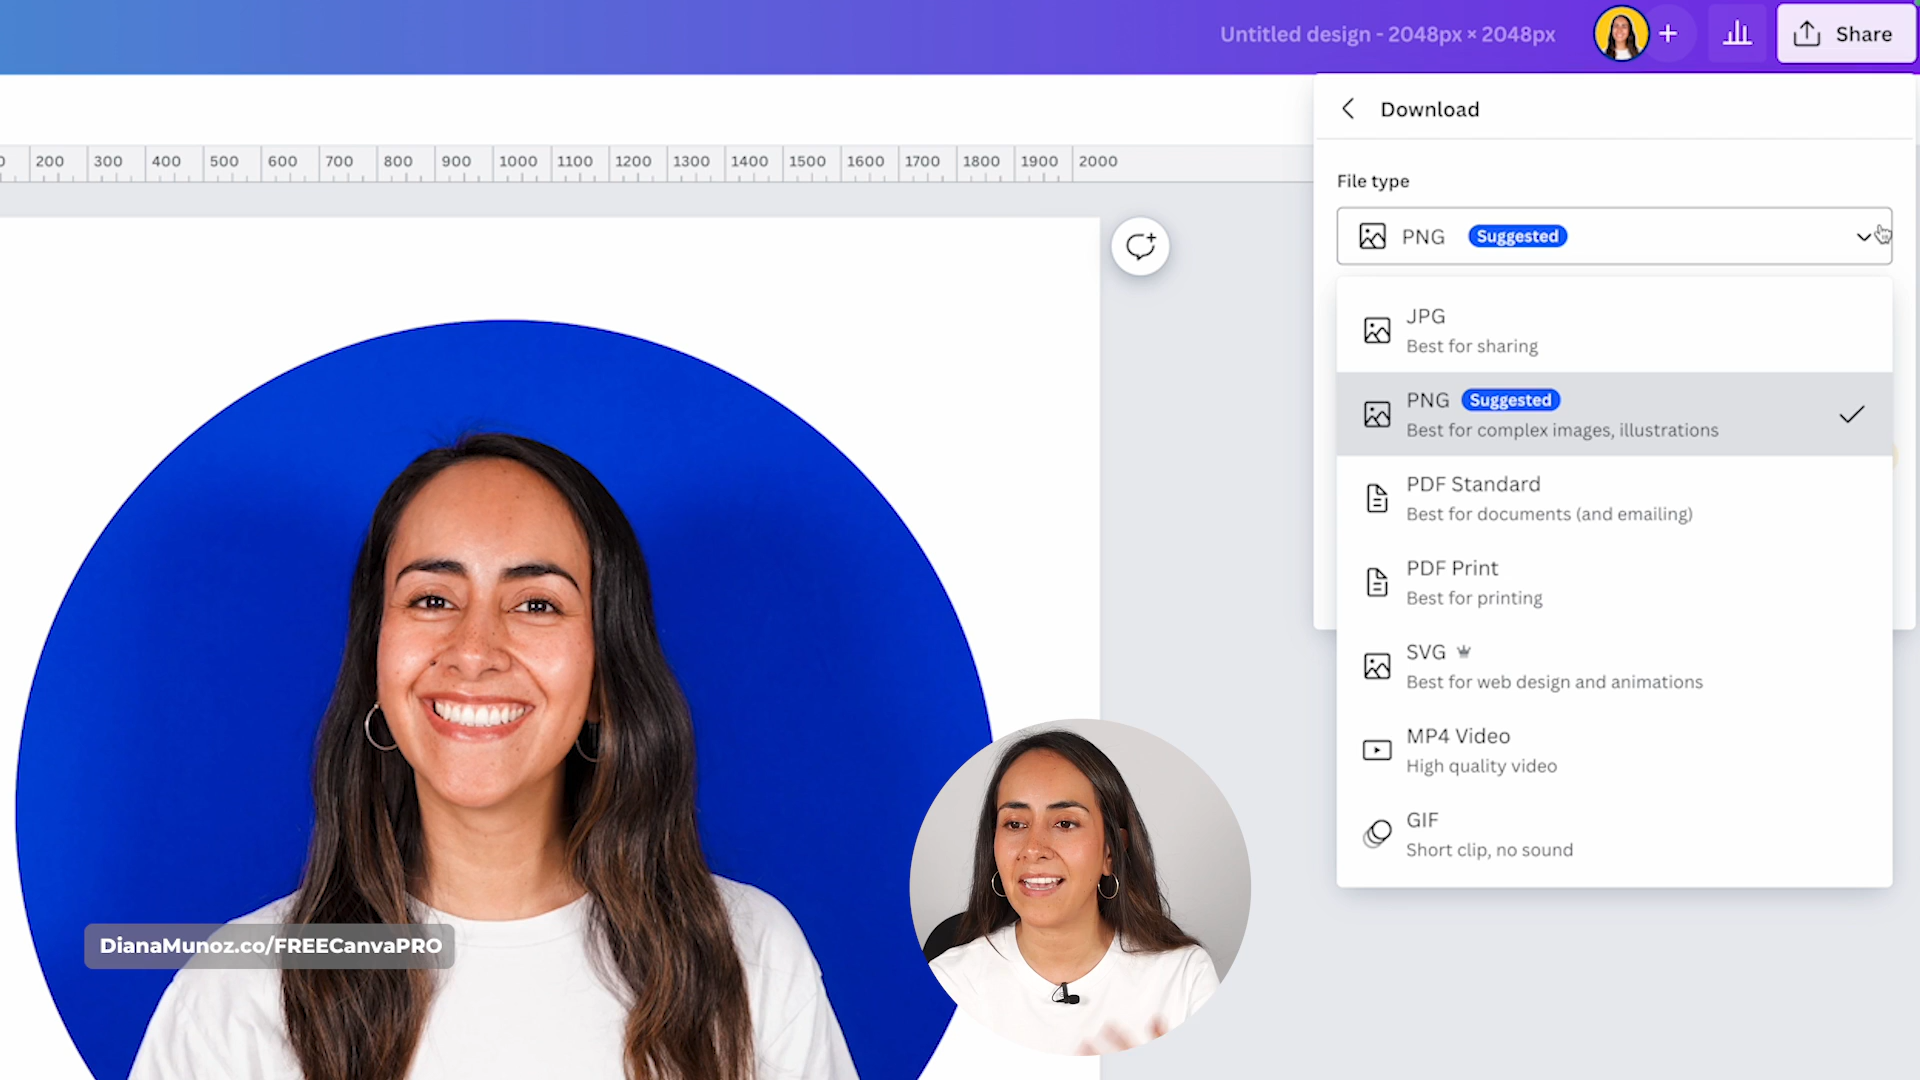 Untitled design - 2048px × 2048px
Share
Download
200 300 400 500 600 700 800 900 1000 1100 1200 1300 1400 1500 1600 1700 1800 1900 2000
File type
PNG Suggested
JPG
Best for sharing
PNG Suggested
Best for complex images, illustrations
PDF Standard
Best for documents (and emailing)
PDF Print
Best for printing
SVG
Best for web design and animations
MP4 Video
High quality video
GIF
Short clip, no sound
DianaMunoz.co/FREECanvaPRO